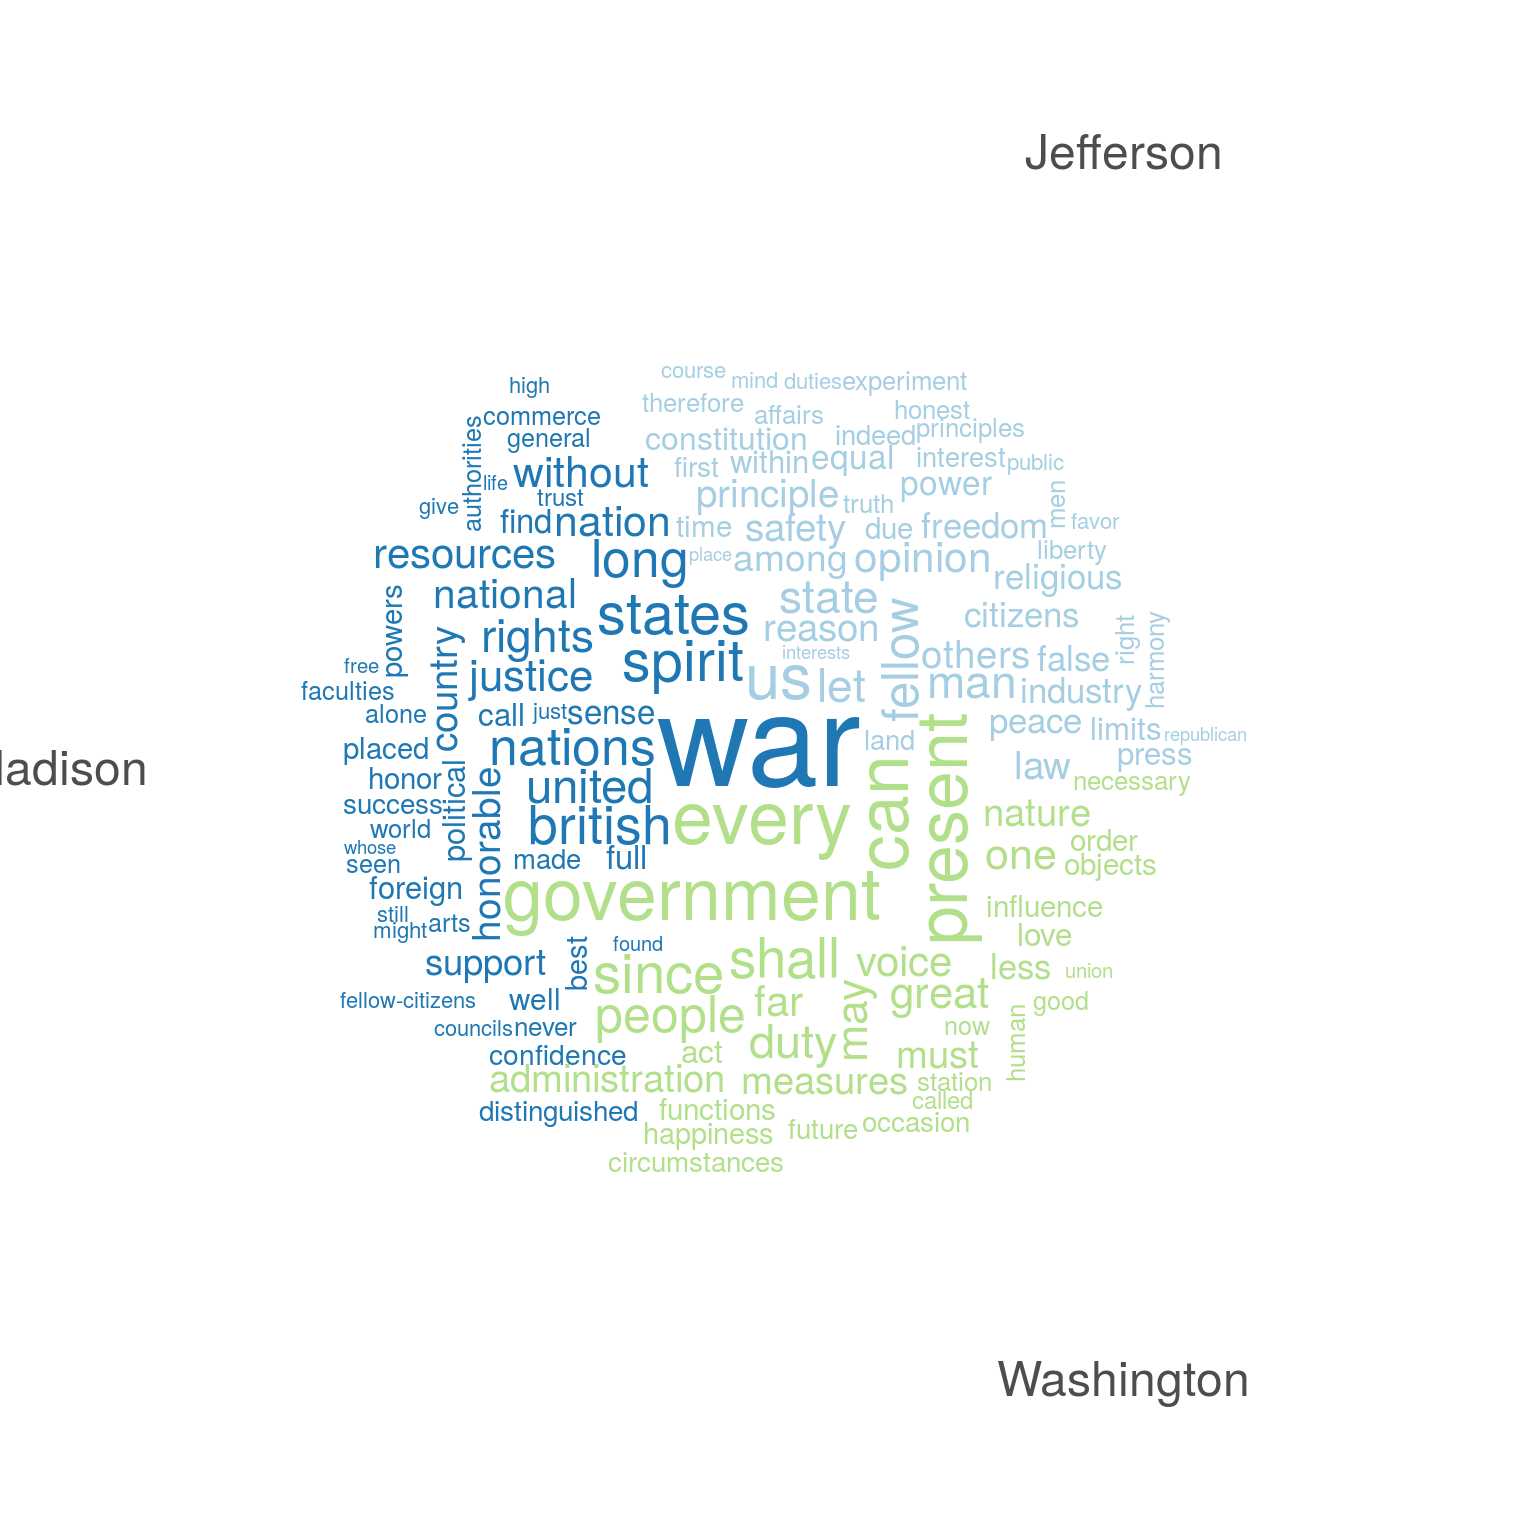 Jefferson
course
mind
duties
experiment
high
therefore
affairs
honest
commerce
principles
general
constitution
indeed
authorities
without
first
within
equal
interest
public
life
principle
power
trust
truth
men
give
find
nation
time
safety
due
freedom
favor
resources
long
place
among
opinion
liberty
religious
national
states
state
powers
rights
reason
fellow
citizens
right
harmony
country
justice
spirit
interests
others
false
free
faculties
us
let
man
industry
alone
call
just
sense
war
land
present
peace
limits
republican
placed
nations
can
law
press
ladison
honor
honorable
united
necessary
success
political
british
every
nature
world
order
whose
seen
made
full
one
objects
foreign
government
influence
still
might
arts
best
found
love
support
since
shall
voice
less
union
fellow-citizens
well
people
far
may
great
good
councils
never
duty
now
human
confidence
act
must
administration
measures
station
called
distinguished
functions
happiness
future
occasion
circumstances
Washington